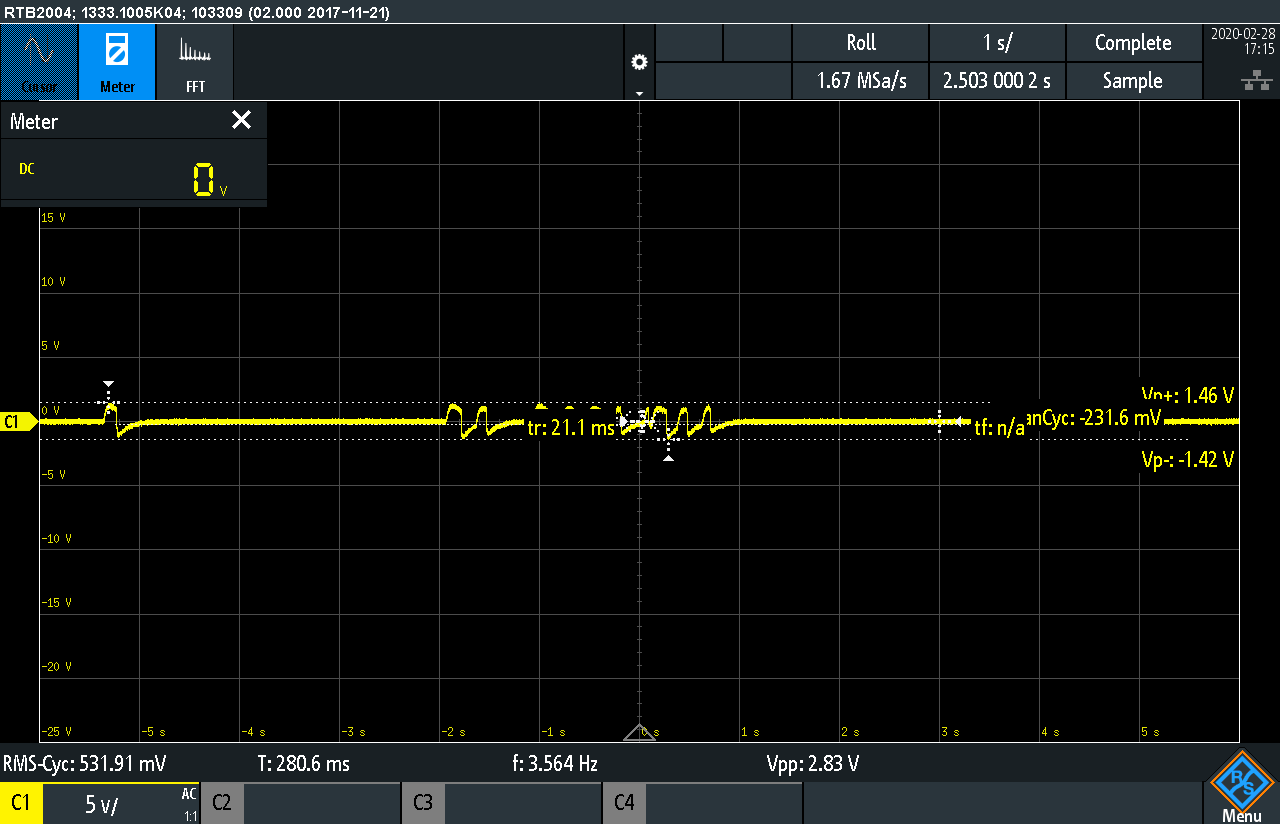 RTB2004; 1333.1005K04; 103309 (02.000 2017-11-21)
Cursor
Meter
FFT
Roll
1 s/
Complete
2020-02-28
17:15
1.67 MSa/s
2.503 000 2 s
Sample
Meter
DC
0 V
15 V
10 V
5 V
0 V
-5 V
-10 V
-15 V
-20 V
-25 V
C1
Vp+: 1.46 V
tr: 21.1 ms
tf: n/a
anCyc: -231.6 mV
Vp-: -1.42 V
-5 s
-4 s
-3 s
-2 s
-1 s
0 s
1 s
2 s
3 s
4 s
5 s
RMS-Cyc: 531.91 mV
T: 280.6 ms
f: 3.564 Hz
Vpp: 2.83 V
C1
5 V/
AC
1:1
C2
C3
C4
R&S
Menu